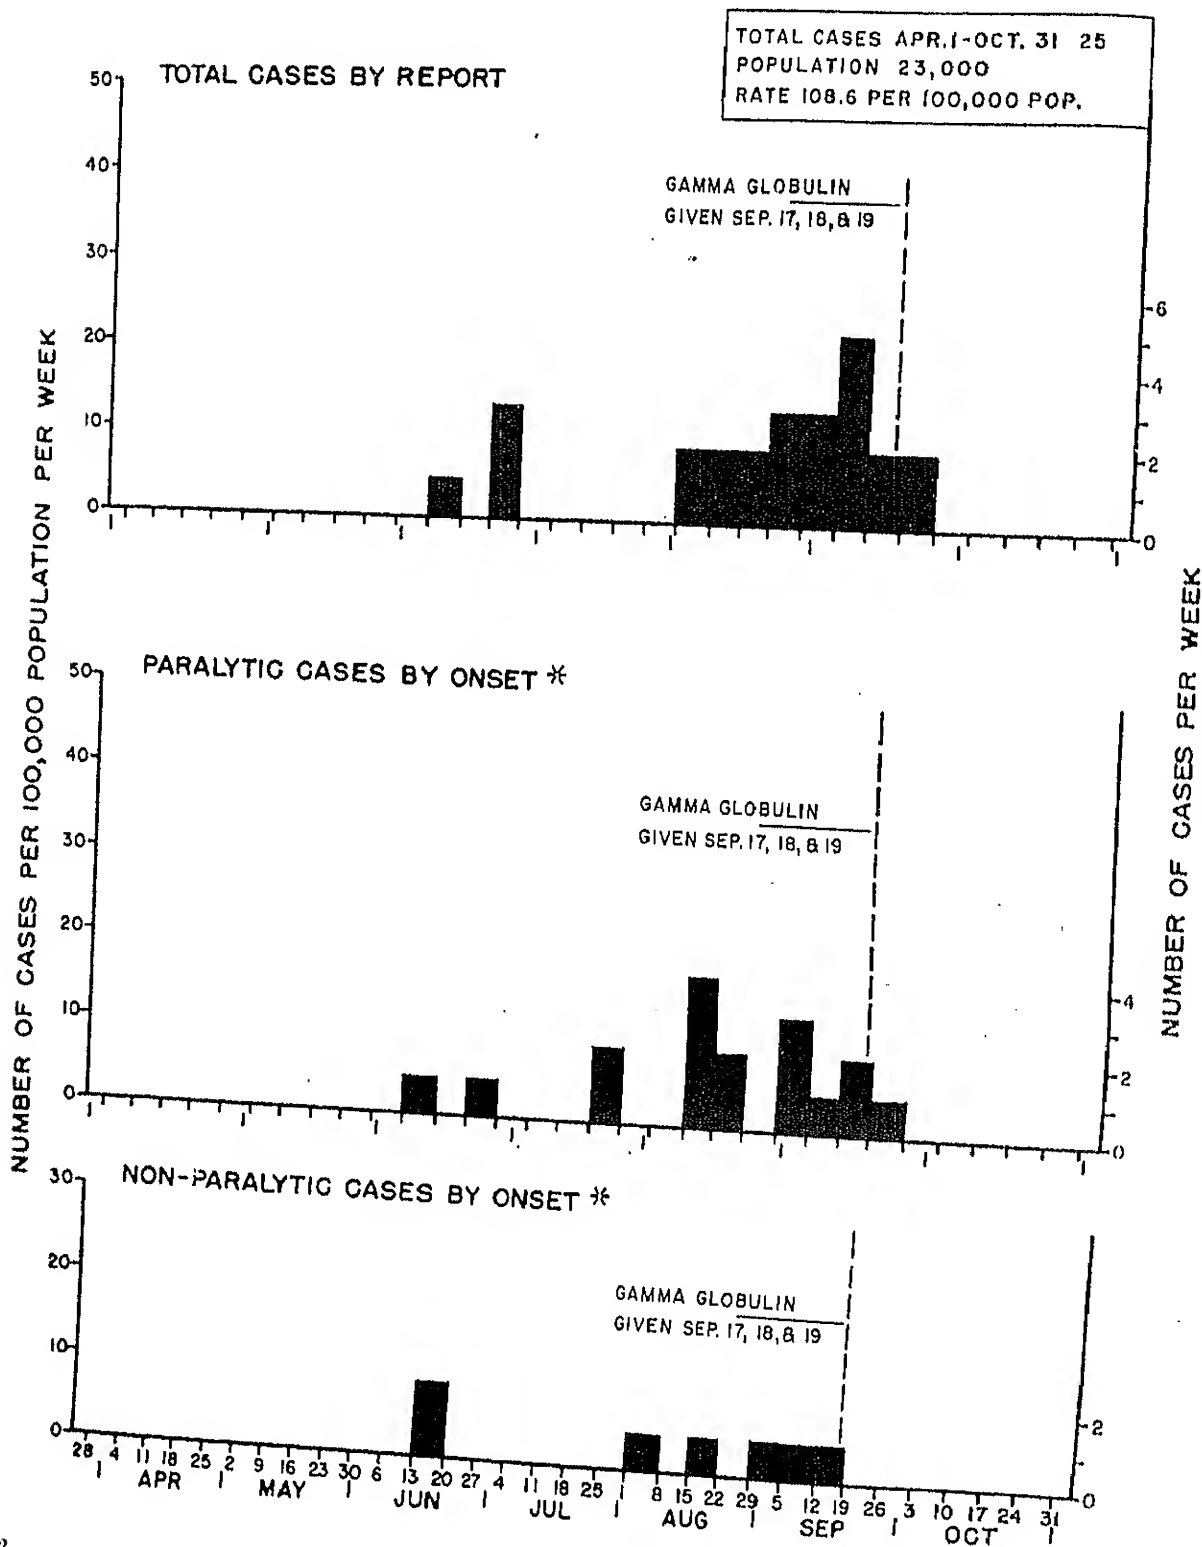 TOTAL CASES APR.1-OCT. 31 25
POPULATION 23,000
RATE 108.6 PER 100,000 POP.
TOTAL CASES BY REPORT
50
40
30
20
10
0
GAMMA GLOBULIN
GIVEN SEP. 17, 18, & 19
6
4
2
0
NUMBER OF CASES PER 100,000 POPULATION PER WEEK
NUMBER OF CASES PER WEEK
PARALYTIC CASES BY ONSET *
50
40
30
20
10
0
GAMMA GLOBULIN
GIVEN SEP. 17, 18, & 19
4
2
0
NON-PARALYTIC CASES BY ONSET *
30
20
10
0
GAMMA GLOBULIN
GIVEN SEP. 17, 18, & 19
2
0
28 4 11 18 25 2 9 16 23 30 6 13 20 27 4 11 18 25 1 8 15 22 29 5 12 19 26 3 10 17 24 31
APR MAY JUN JUL AUG SEP OCT